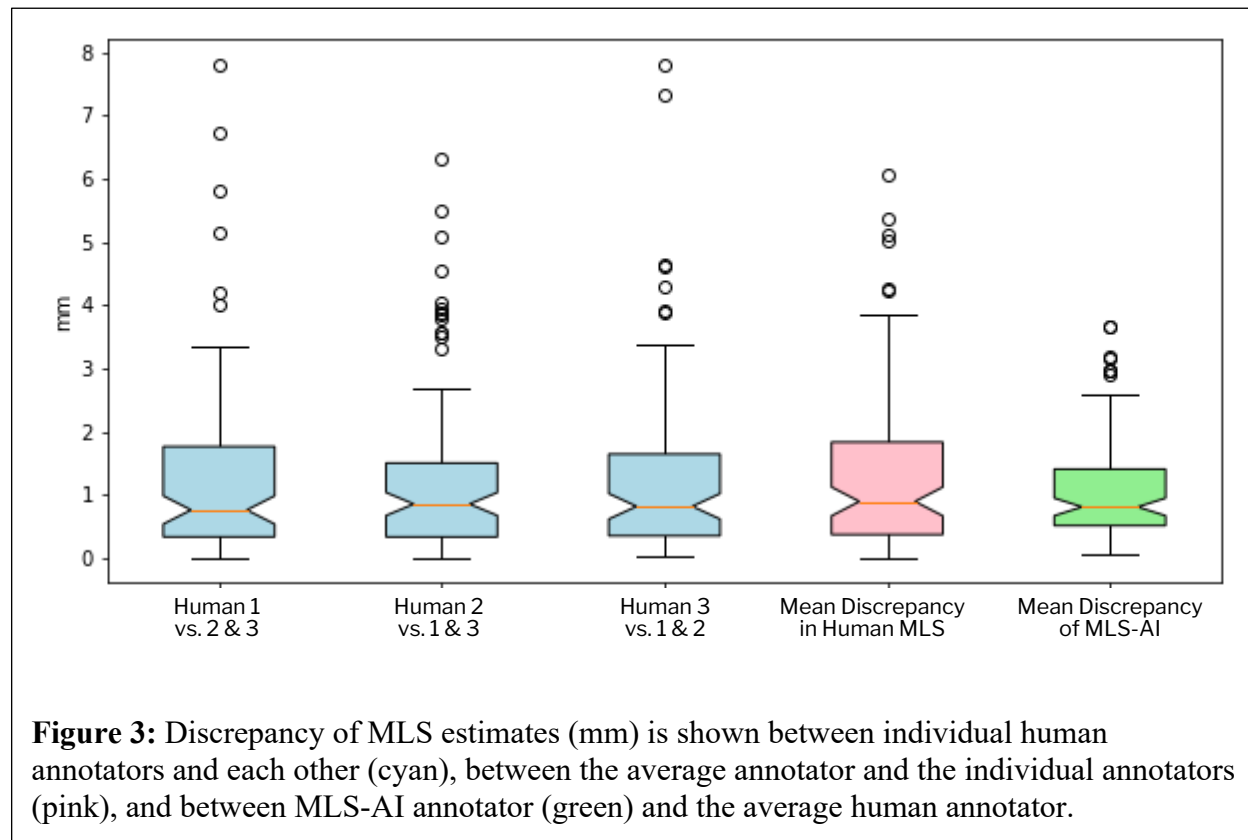 8
7
6
5
4
3
2
1
0
mm
Human 1
vs. 2 & 3
Human 2
vs. 1 & 3
Human 3
vs. 1 & 2
Mean Discrepancy
in Human MLS
Mean Discrepancy
of MLS-AI
Figure 3: Discrepancy of MLS estimates (mm) is shown between individual human
annotators and each other (cyan), between the average annotator and the individual annotators
(pink), and between MLS-AI annotator (green) and the average human annotator.